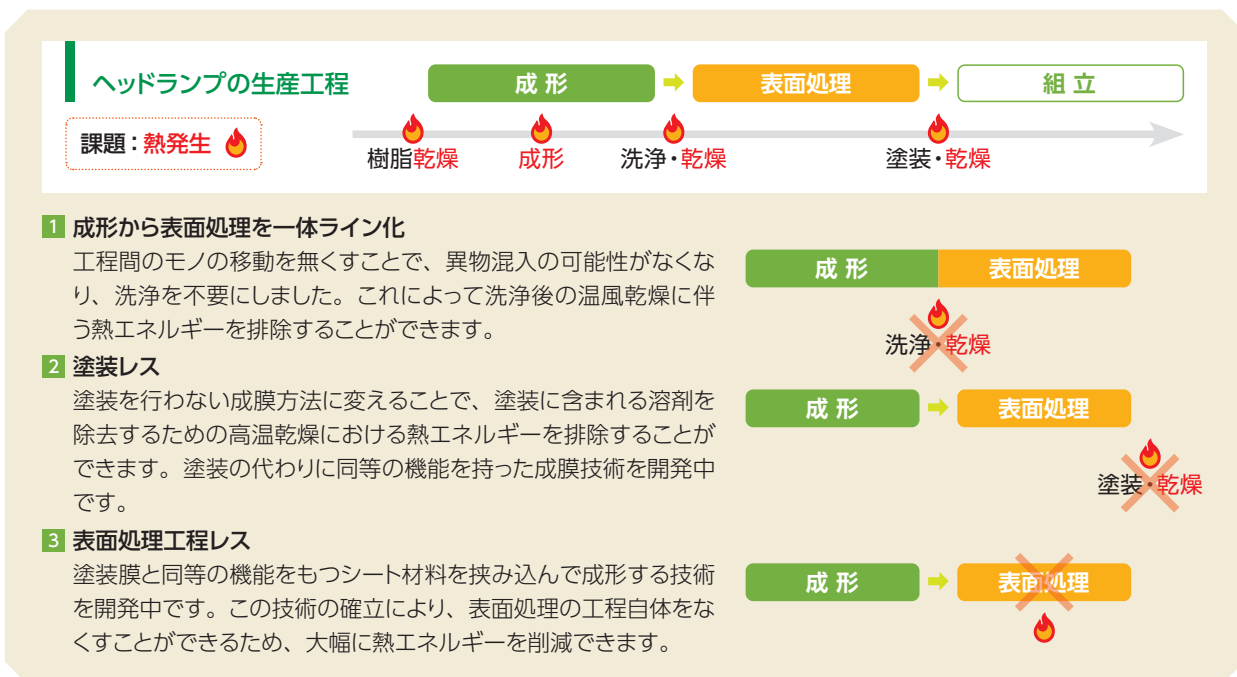 ヘッドランプの生産工程
成形
表面処理
組立
課題：熱発生
樹脂乾燥
成形
洗浄・乾燥
塗装・乾燥
1 成形から表面処理を一体ライン化
工程間のモノの移動を無くすことで、異物混入の可能性がなくな
り、洗浄を不要にしました。これによって洗浄後の温風乾燥に伴
う熱エネルギーを排除することができます。
成形
表面処理
洗浄・乾燥
2 塗装レス
塗装を行わない成膜方法に変えることで、塗装に含まれる溶剤を
除去するための高温乾燥における熱エネルギーを排除することが
できます。塗装の代わりに同等の機能を持った成膜技術を開発中
です。
成形
表面処理
塗装・乾燥
3 表面処理工程レス
塗装膜と同等の機能をもつシート材料を挟み込んで成形する技術
を開発中です。この技術の確立により、表面処理の工程自体をな
くすことができるため、大幅に熱エネルギーを削減できます。
成形
表面処理